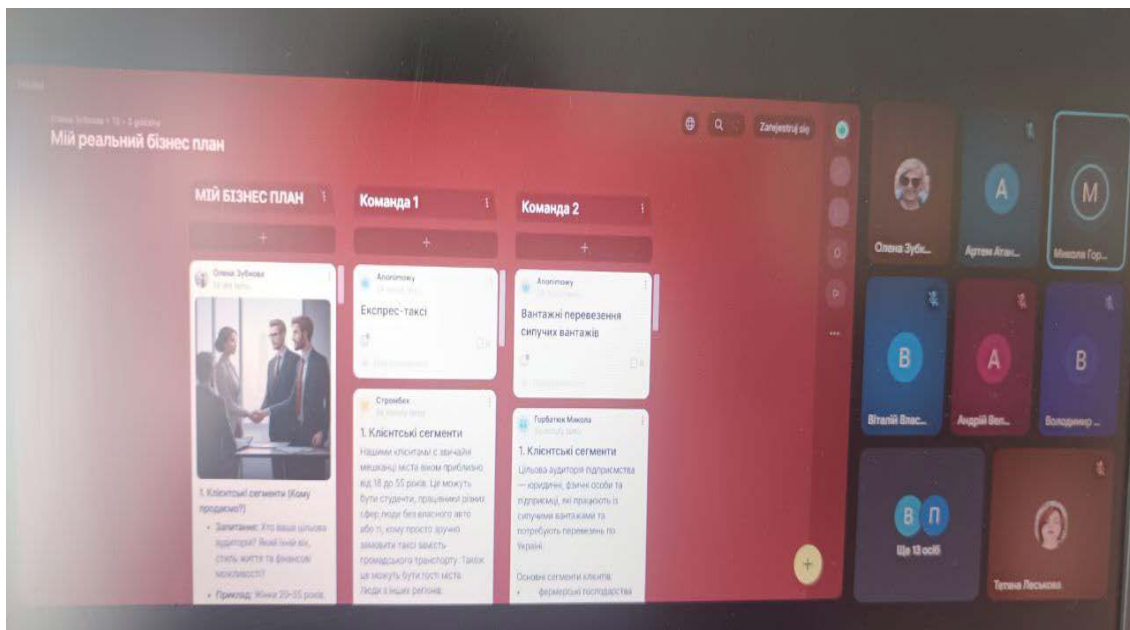 Мій реальний бізнес план
Zarejestruj się
МІЙ БІЗНЕС ПЛАН
Олена Зубкова
1. Клієнтські сегменти (Кому
продаємо?)
• Запитання: Хто ваша цільова
аудиторія? Який їхній вік,
стиль життя та фінансові
можливості?
• Приклад: Жінки 20-35 років,
Команда 1
Anonimowy
Експрес-таксі
Стромбех
1. Клієнтські сегменти
Нашими клієнтами є звичайні
мешканці міста віком приблизно
від 18 до 55 років. Це можуть
бути студенти, працівники різних
сфер, люди без власного авто
або ті, кому просто зручно
замовити таксі замість
громадського транспорту. Також
це можуть бути гості міста
Люди з інших регіонів
Команда 2
Anonimowy
Вантажні перевезення
сипучих вантажів
Горбатюк Микола
1. Клієнтські сегменти
Цільова аудиторія підприємства
— юридичні, фізичні особи та
підприємці, які працюють із
сипучими вантажами та
потребують перевезень по
Україні.
Основні сегменти клієнтів:
• фермерські господарства
Олена Зубк...
А
Артем Атан...
М
Микола Гор...
В
Віталій Влас...
А
Андрій Вел...
В
Володимир ...
В П
Ще 13 осіб
Тетяна Леськова